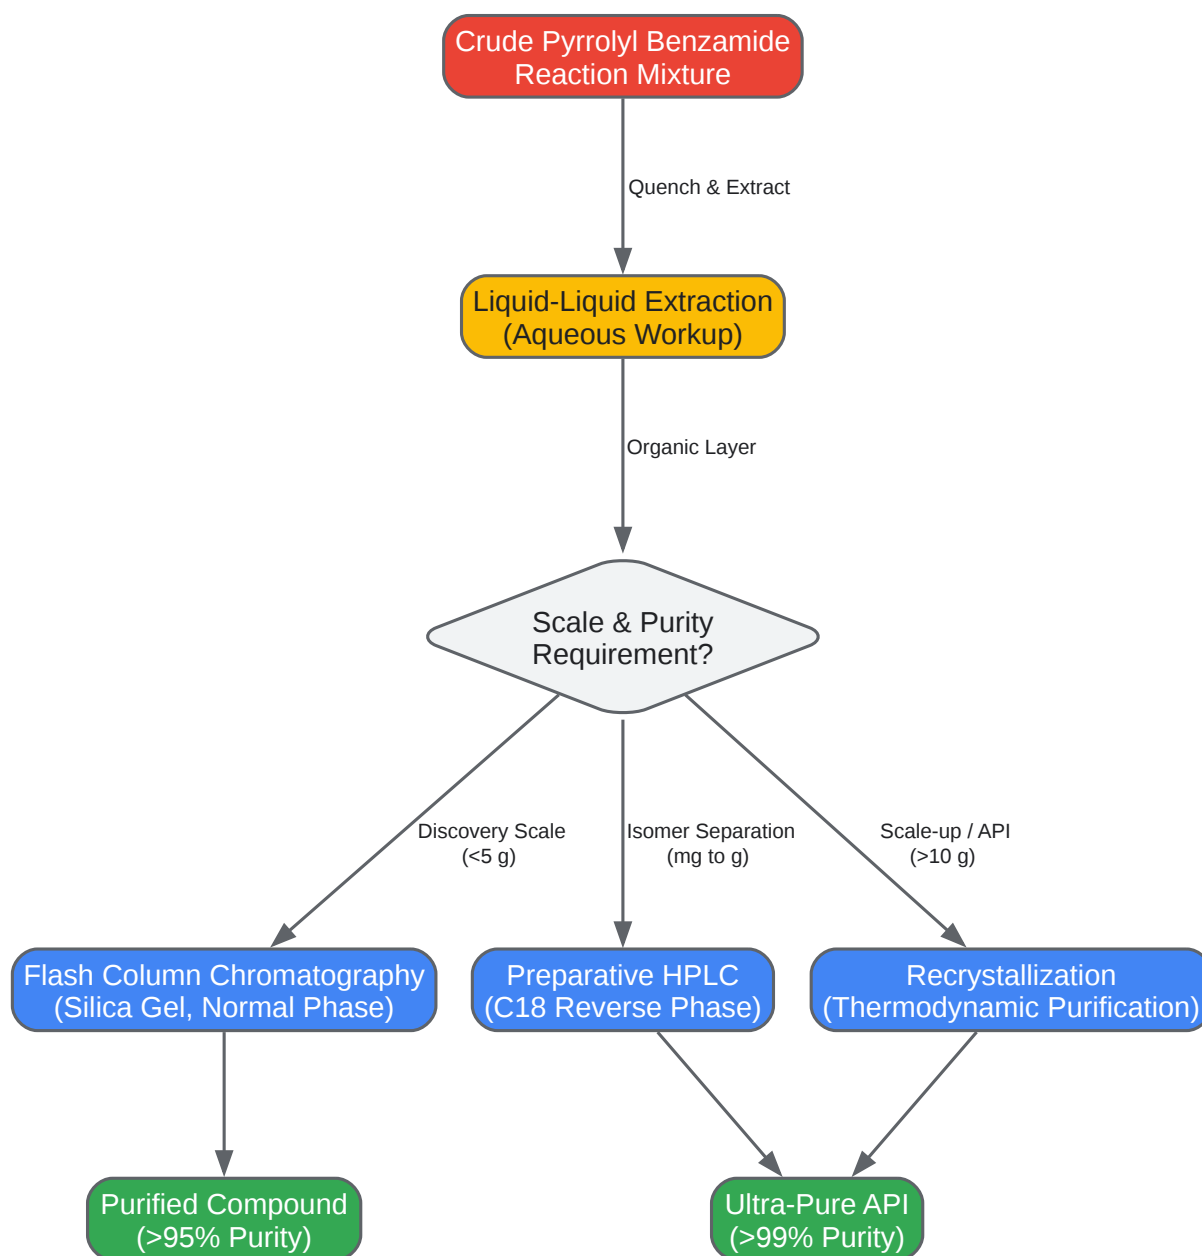 Crude Pyrrolyl Benzamide
Reaction Mixture
Quench & Extract
Liquid-Liquid Extraction
(Aqueous Workup)
Organic Layer
Scale & Purity
Requirement?
Discovery Scale
(<5 g)
Isomer Separation
(mg to g)
Scale-up / API
(>10 g)
Flash Column Chromatography
(Silica Gel, Normal Phase)
Preparative HPLC
(C18 Reverse Phase)
Recrystallization
(Thermodynamic Purification)
Purified Compound
(>95% Purity)
Ultra-Pure API
(>99% Purity)